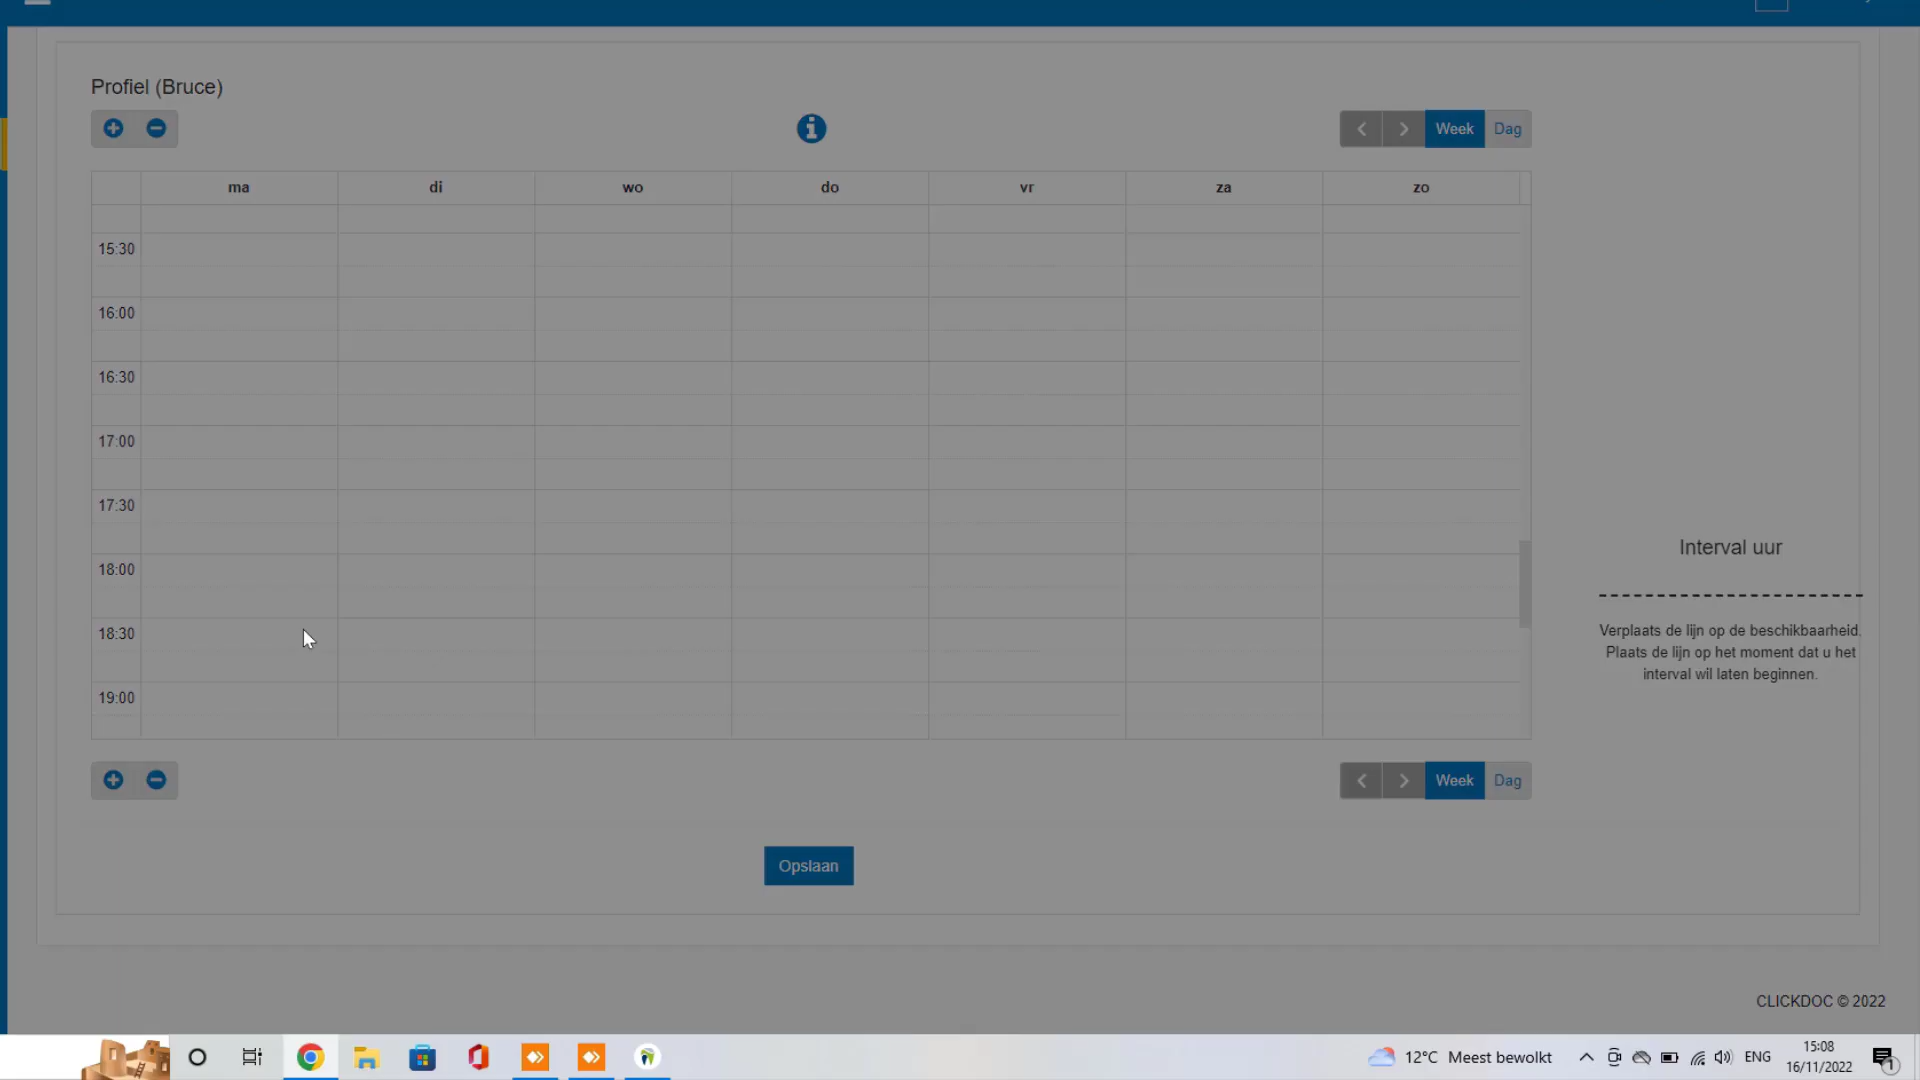 Profiel (Bruce)
Week Dag
ma di wo do vr za zo
15:30
16:00
16:30
17:00
17:30
18:00
18:30
19:00
Interval uur
Verplaats de lijn op de beschikbaarheid.
Plaats de lijn op het moment dat u het
interval wil laten beginnen.
Week Dag
Opslaan
CLICKDOC © 2022
12°C Meest bewolkt ENG 15:08
16/11/2022
1